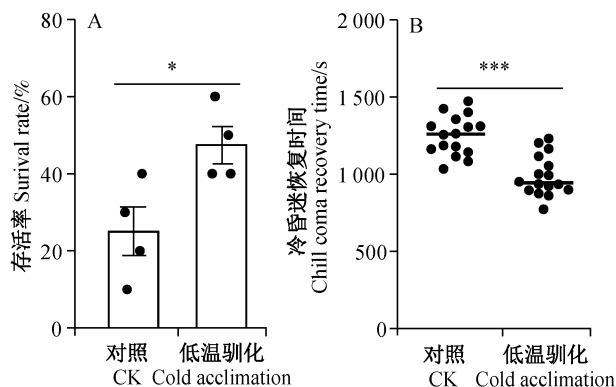 A
*
80
60
40
20
0
存活率 Surival rate/%
对照
CK
低温驯化
Cold acclimation
B
***
2 000
1 500
1 000
500
0
冷昏迷恢复时间
Chill coma recovery time/s
对照
CK
低温驯化
Cold acclimation